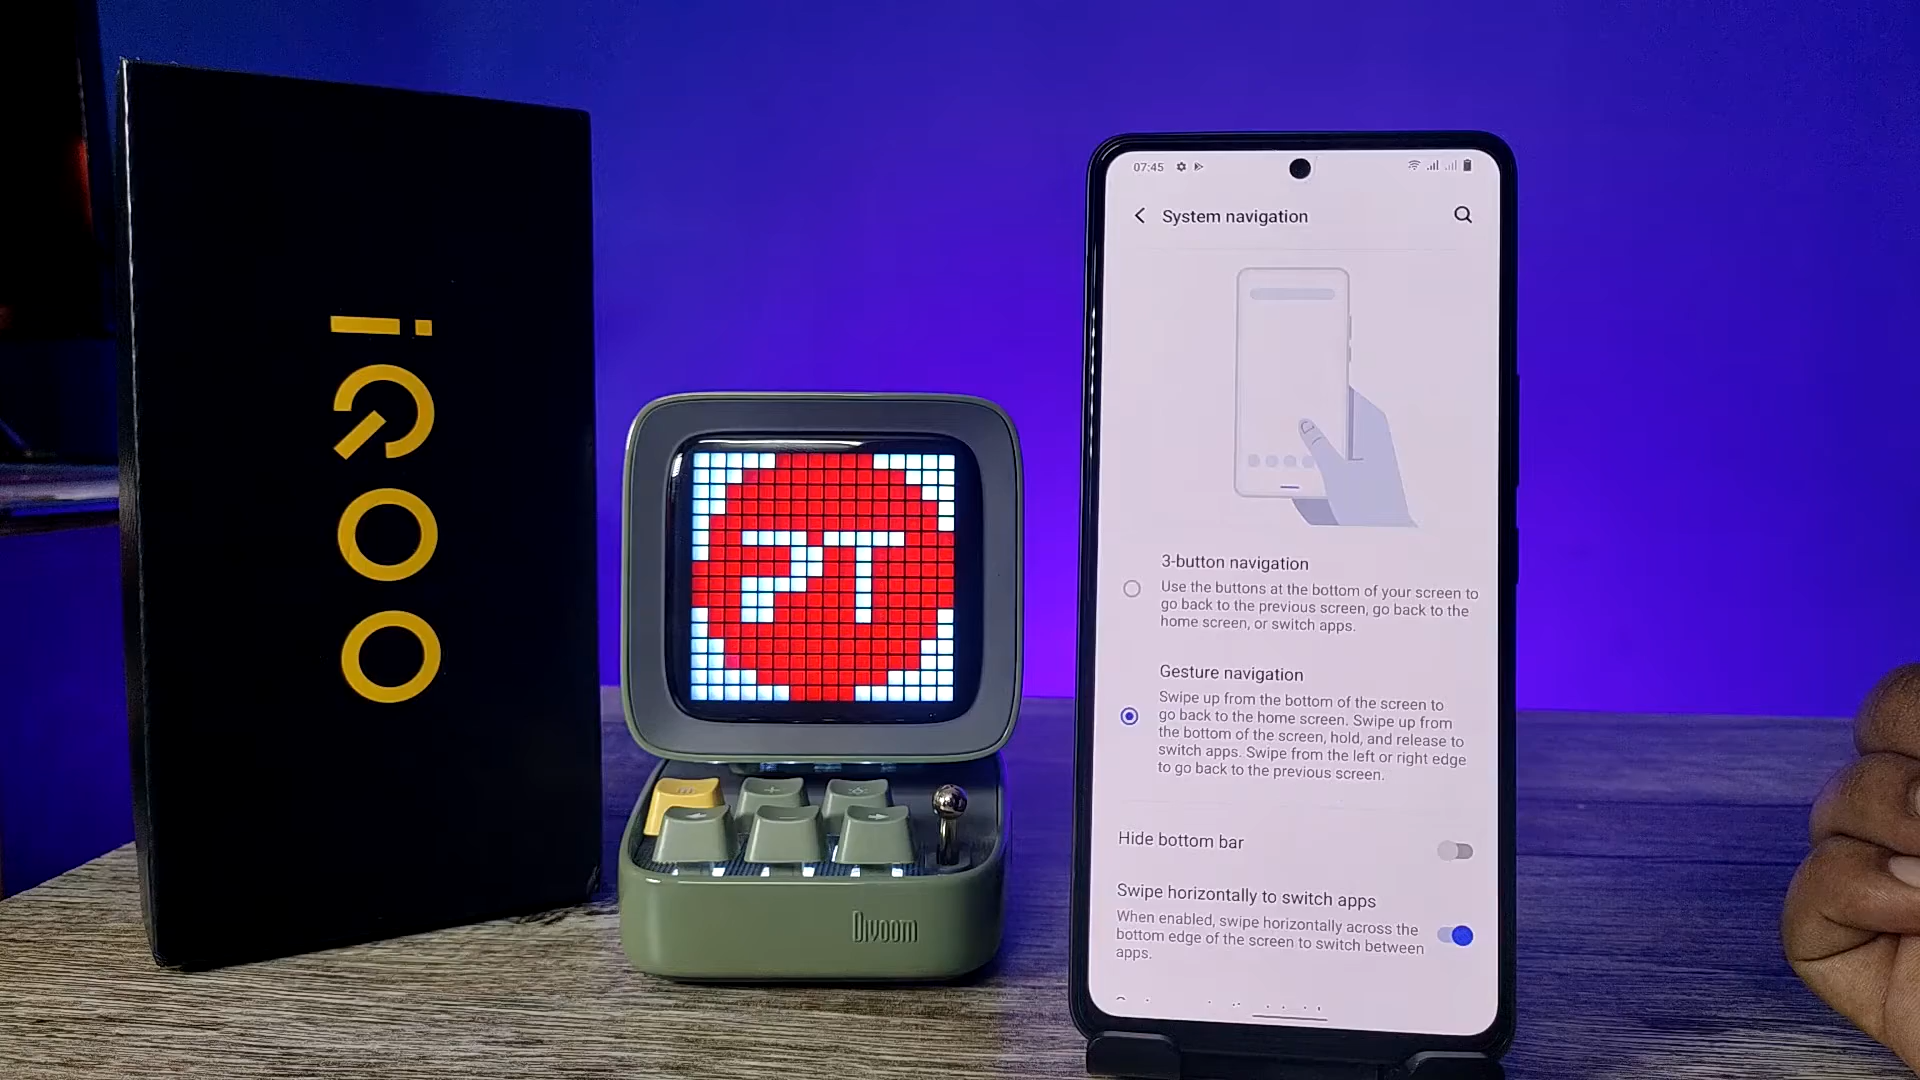 iQOO
PT
Divoom
07:45
System navigation
3-button navigation
Use the buttons at the bottom of your screen to
go back to the previous screen, go back to the
home screen, or switch apps.
Gesture navigation
Swipe up from the bottom of the screen to
go back to the home screen. Swipe up from
the bottom of the screen, hold, and release to
switch apps. Swipe from the left or right edge
to go back to the previous screen.
Hide bottom bar
Swipe horizontally to switch apps
When enabled, swipe horizontally across the
bottom edge of the screen to switch between
apps.